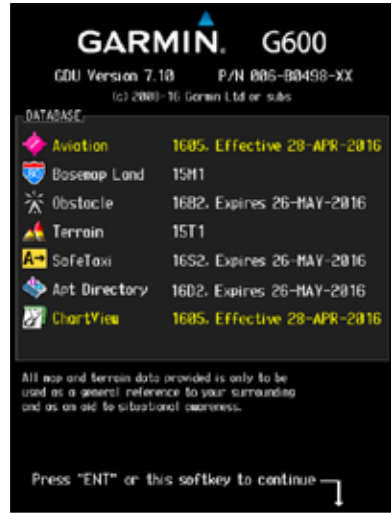 GARMIN. G600
GDU Version 7.10 P/N 006-B0498-XX
(c) 2008-16 Garmin Ltd or subs
DATABASE
Aviation 1605, Effective 28-APR-2016
Basemap Land 15M1
Obstacle 16B2, Expires 26-MAY-2016
Terrain 15T1
A→ SafeTaxi 16S2, Expires 26-MAY-2016
Apt Directory 16D2, Expires 26-MAY-2016
ChartView 1605, Effective 28-APR-2016
All map and terrain data provided is only to be
used as a general reference to your surrounding
and as an aid to situational awareness.
Press "ENT" or this softkey to continue